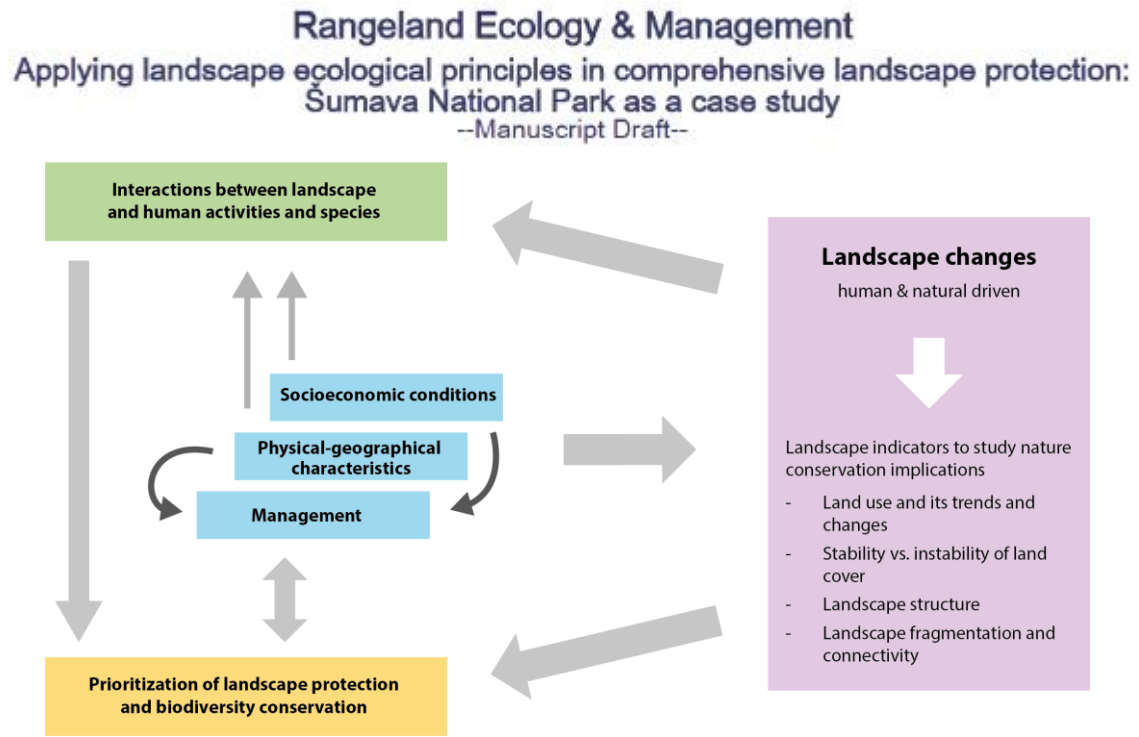 Rangeland Ecology & Management
Applying landscape ecological principles in comprehensive landscape protection:
Šumava National Park as a case study
--Manuscript Draft--
Interactions between landscape
and human activities and species
Landscape changes
human & natural driven
Socioeconomic conditions
Physical-geographical
characteristics
Management
Landscape indicators to study nature
conservation implications
- Land use and its trends and
changes
- Stability vs. instability of land
cover
- Landscape structure
- Landscape fragmentation and
connectivity
Prioritization of landscape protection
and biodiversity conservation